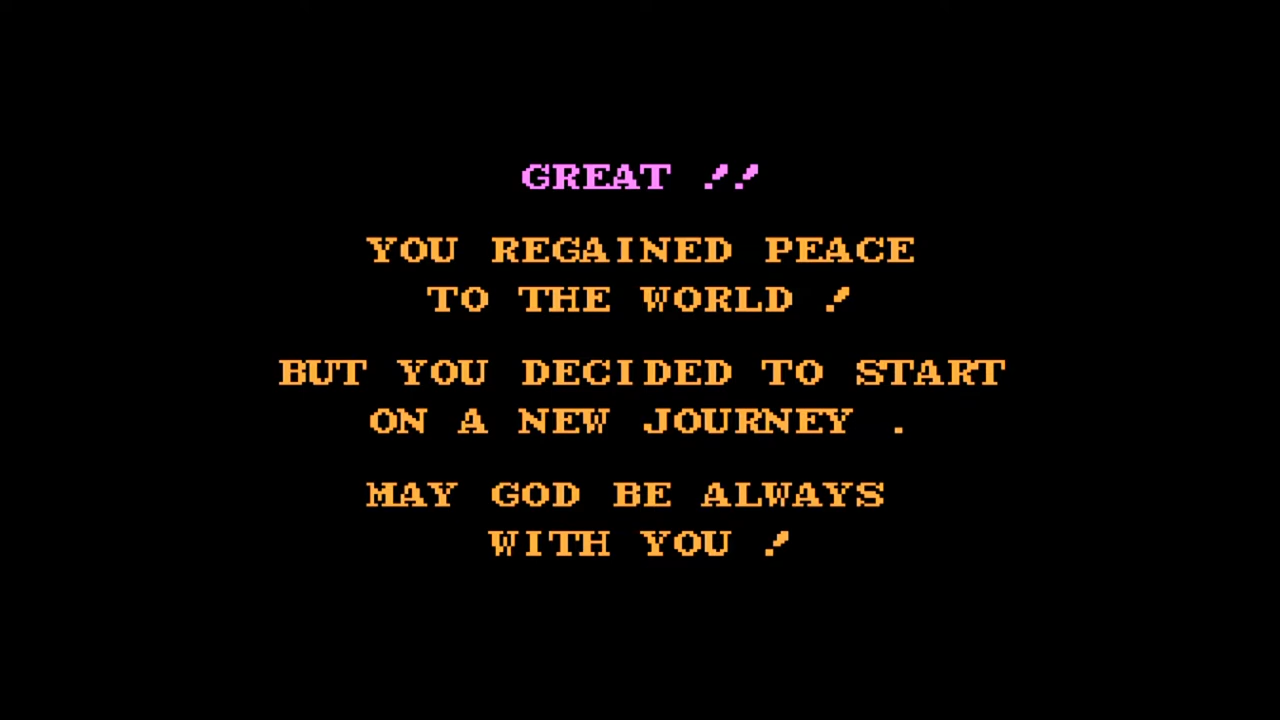 GREAT !!
YOU REGAINED PEACE
TO THE WORLD !
BUT YOU DECIDED TO START
ON A NEW JOURNEY .
MAY GOD BE ALWAYS
WITH YOU !